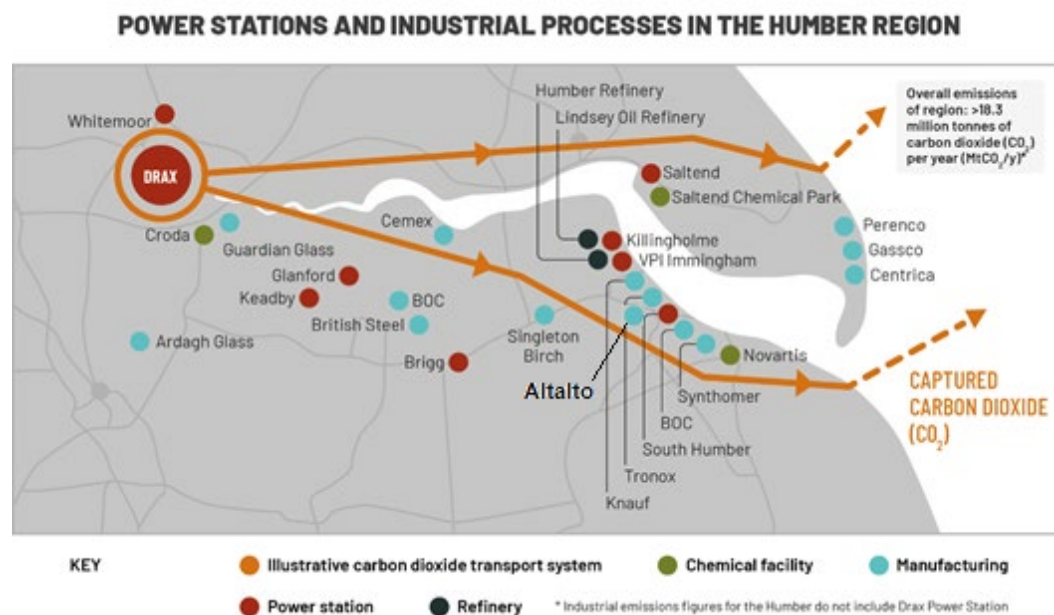 POWER STATIONS AND INDUSTRIAL PROCESSES IN THE HUMBER REGION
Humber Refinery
Lindsey Oil Refinery
Overall emissions
of region: >18.3
million tonnes of
carbon dioxide (CO₂)
per year (MtCO₂/y)*
Whitemoor
DRAX
Saltend
Saltend Chemical Park
Croda
Guardian Glass
Cemex
Perenco
Gassco
Centrica
Killingholme
VPI Immingham
Glanford
Keadby
BOC
British Steel
Ardagh Glass
Brigg
Singleton
Birch
Altalto
Novartis
Synthomer
BOC
South Humber
Tronox
Knauf
CAPTURED
CARBON DIOXIDE
(CO₂)
KEY
Illustrative carbon dioxide transport system
Chemical facility
Manufacturing
Power station
Refinery
* Industrial emissions figures for the Humber do not include Drax Power Station